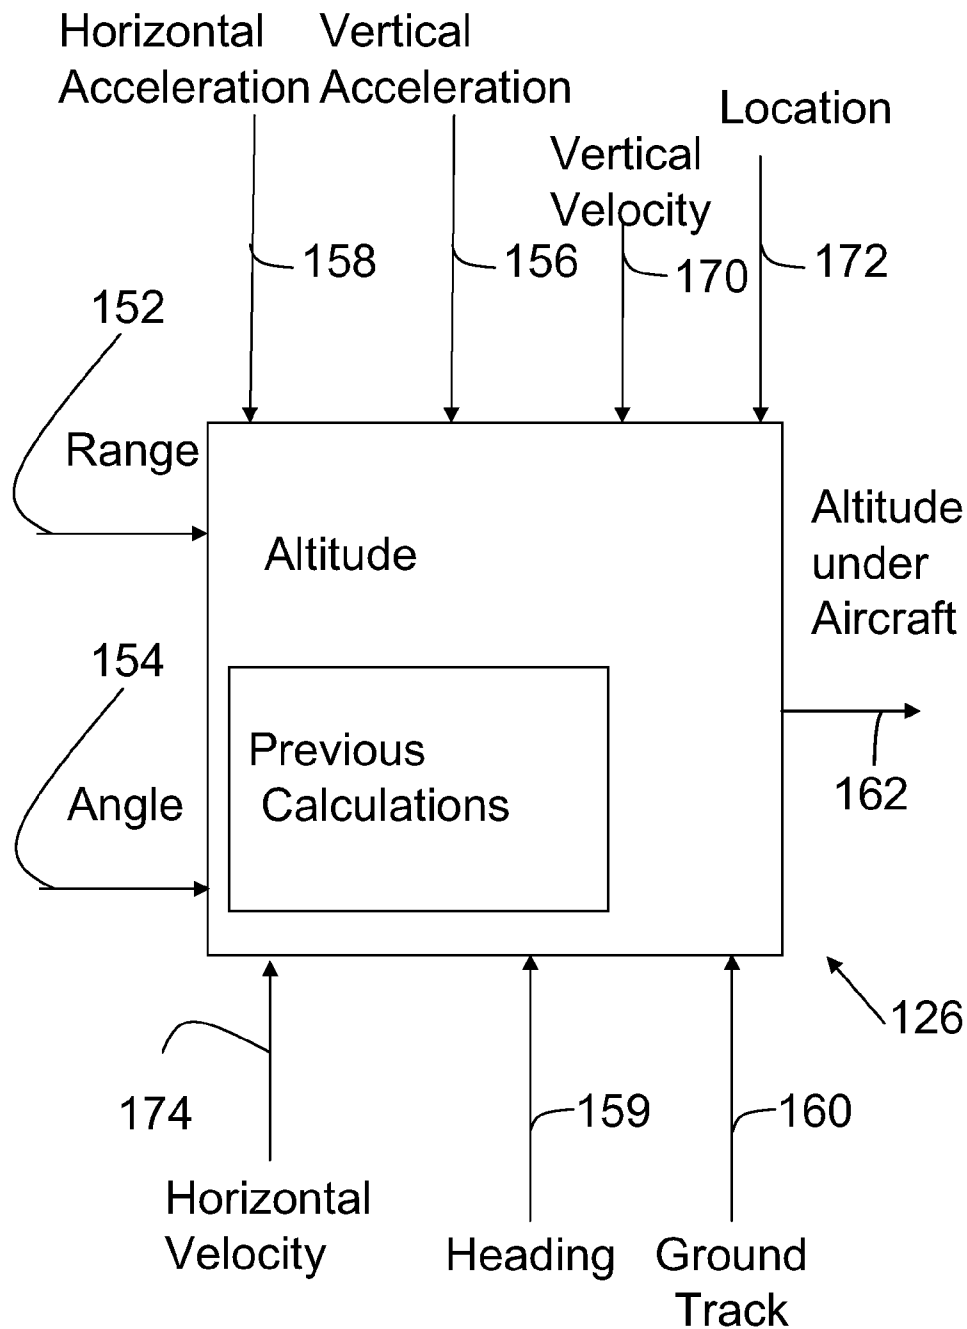 Horizontal
Acceleration
Vertical
Acceleration
Vertical
Velocity
Location
158
156
170
172
152
Range
Altitude
Altitude
under
Aircraft
154
Angle
Previous
Calculations
162
126
174
159
160
Horizontal
Velocity
Heading
Ground
Track